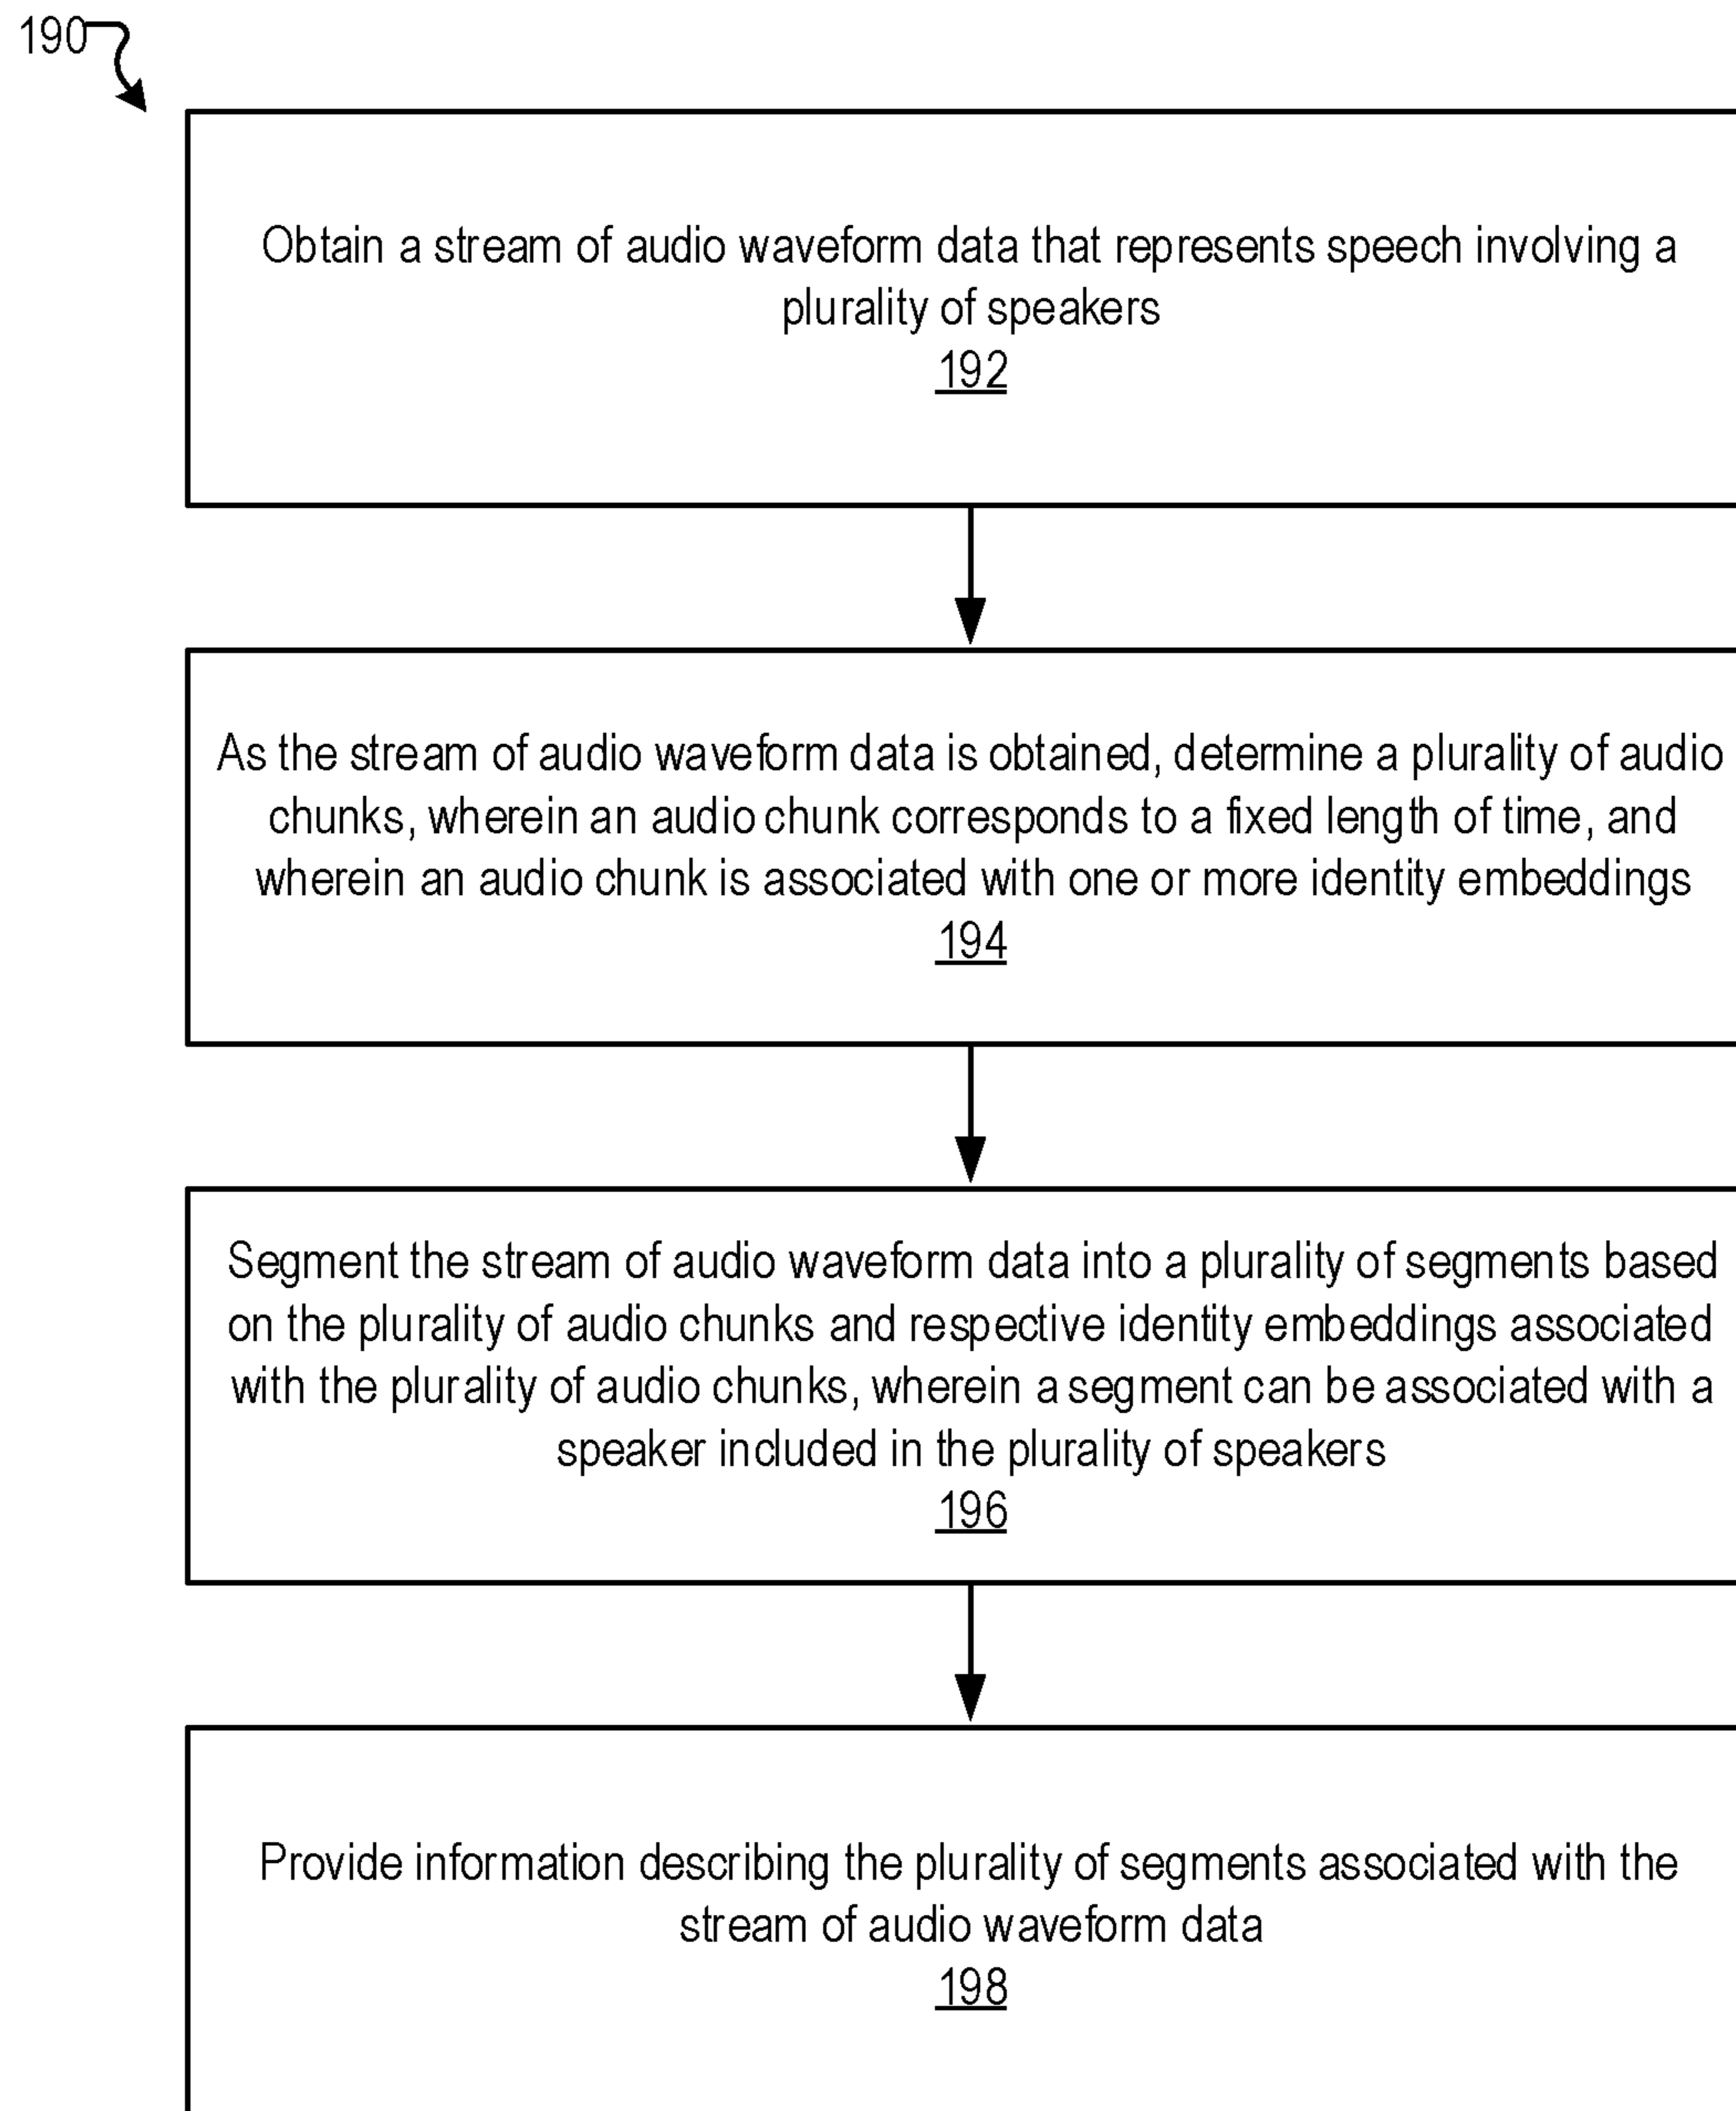 190
Obtain a stream of audio waveform data that represents speech involving a
plurality of speakers
192
As the stream of audio waveform data is obtained, determine a plurality of audio
chunks, wherein an audio chunk corresponds to a fixed length of time, and
wherein an audio chunk is associated with one or more identity embeddings
194
Segment the stream of audio waveform data into a plurality of segments based
on the plurality of audio chunks and respective identity embeddings associated
with the plurality of audio chunks, wherein a segment can be associated with a
speaker included in the plurality of speakers
196
Provide information describing the plurality of segments associated with the
stream of audio waveform data
198